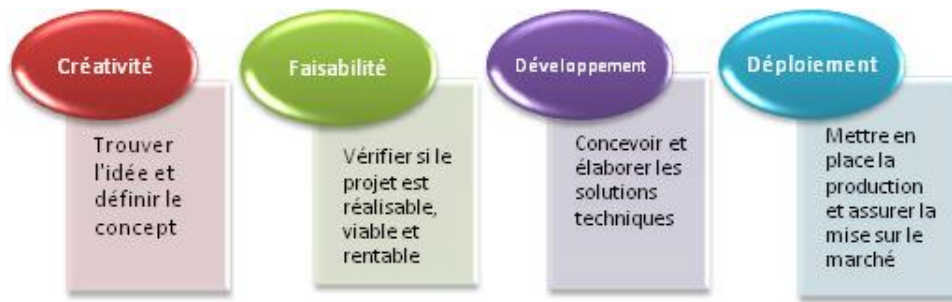 Créativité
Trouver
l'idée et
définir le
concept
Faisabilité
Vérifier si le
projet est
réalisable,
viable et
rentable
Développement
Concevoir et
élaborer les
solutions
techniques
Déploiement
Mettre en
place la
production
et assurer la
mise sur le
marché